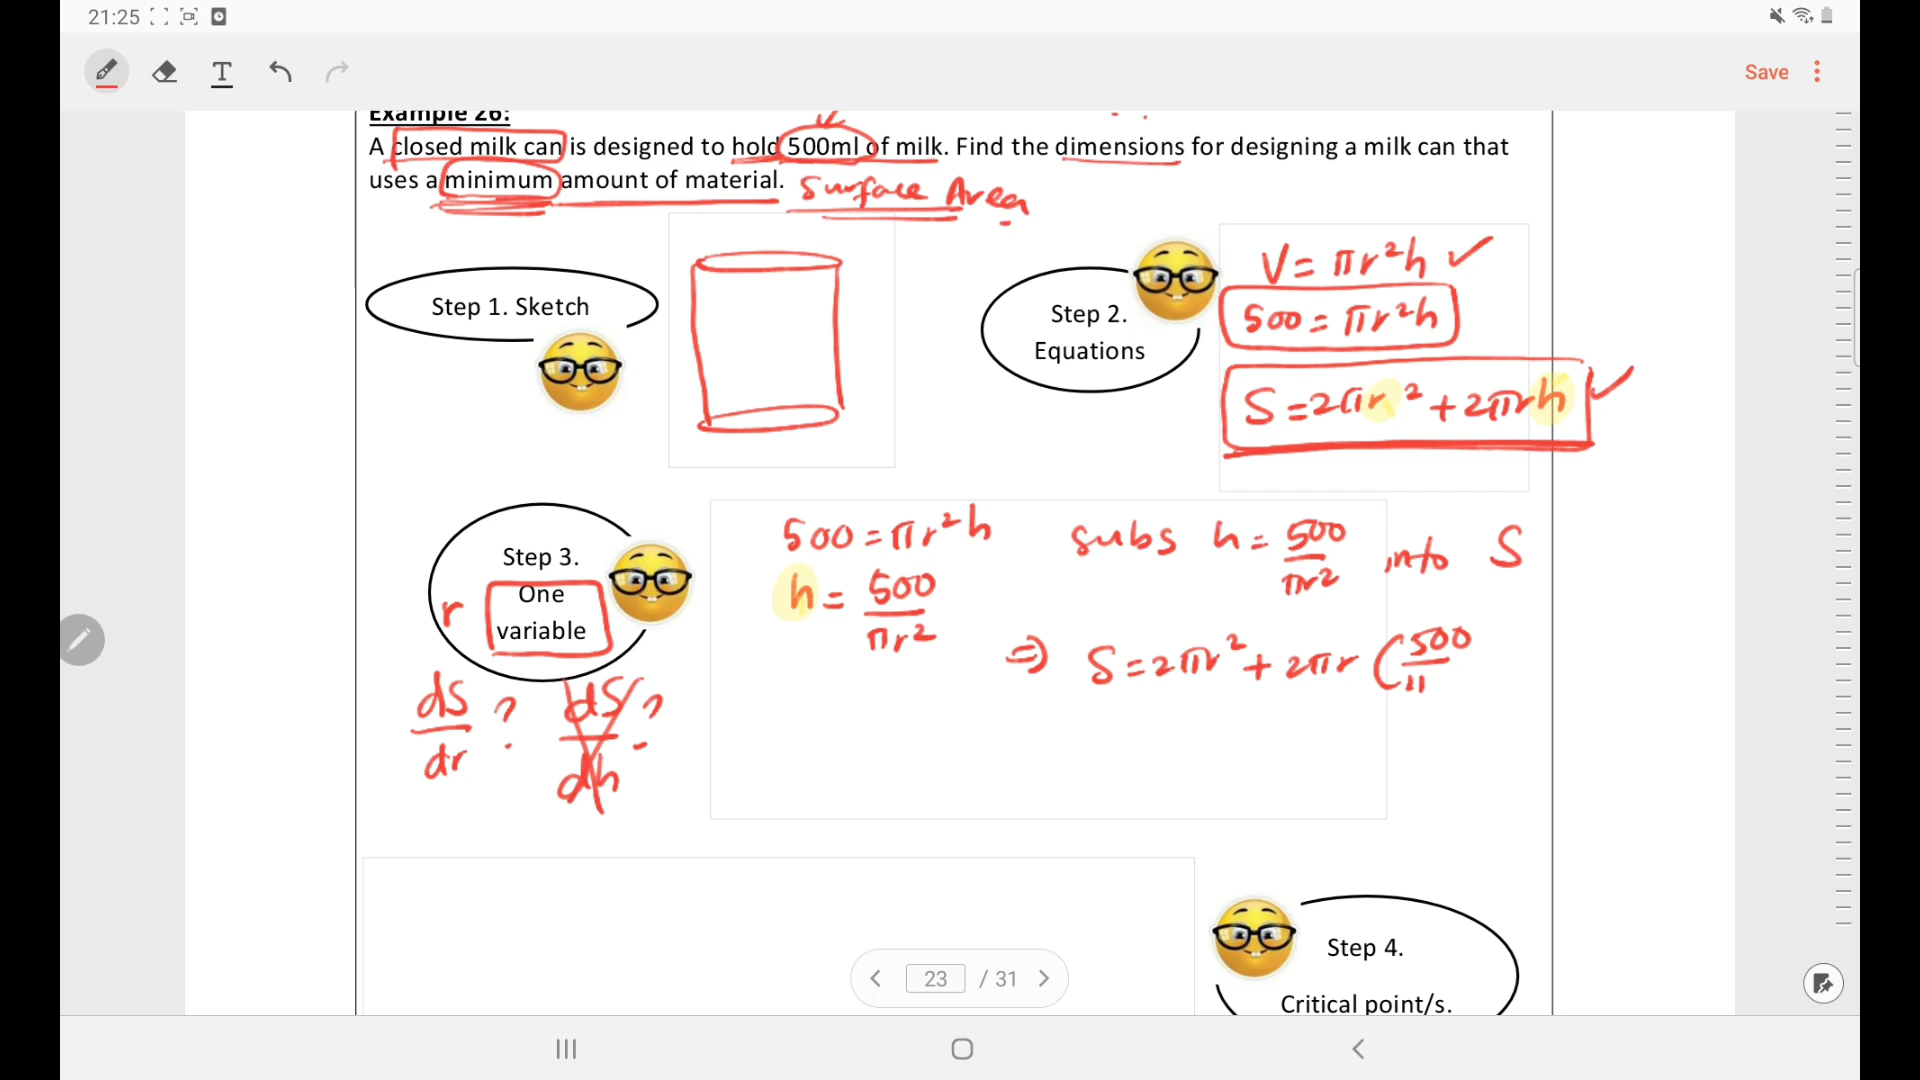 21:25
Save
Example 26:
A closed milk can is designed to hold 500ml of milk. Find the dimensions for designing a milk can that
uses a minimum amount of material. Surface Area
Step 1. Sketch
Step 2.
Equations
V = πr²h ✓
500 = πr²h
S = 2πr² + 2πrh ✓
Step 3.
One
variable
r
dS/dr ? dS/dh ?
500 = πr²h
h = 500/πr²
subs h = 500/πr² into S
⇒ S = 2πr² + 2πr (500/π
Step 4.
Critical point/s.
23 / 31